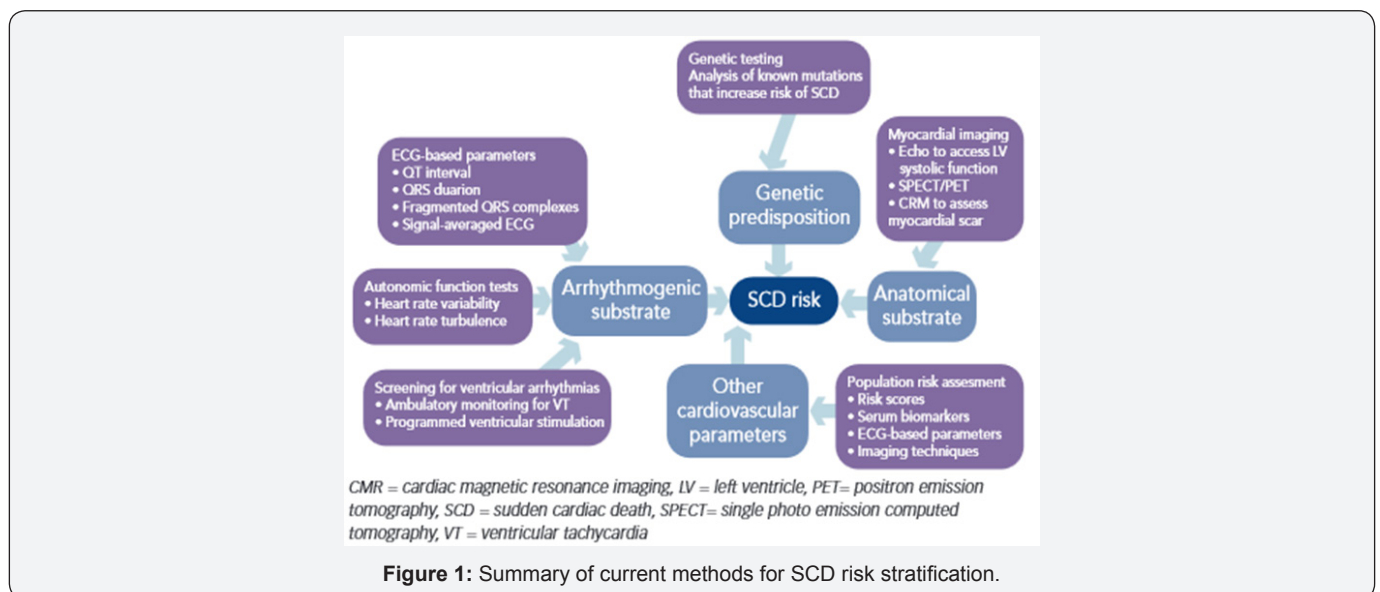 Genetic testing
Analysis of known mutations
that increase risk of SCD
Myocardial imaging
• Echo to access LV
systolic function
• SPECT/PET
• CRM to assess
myocardial scar
ECG-based parameters
• QT interval
• QRS duarion
• Fragmented QRS complexes
• Signal-averaged ECG
Genetic
predisposition
Autonomic function tests
• Heart rate variability
• Heart rate turbulence
Arrhythmogenic
substrate
SCD risk
Anatomical
substrate
Screening for ventricular arrhythmias
• Ambulatory monitoring for VT
• Programmed ventricular stimulation
Other
cardiovascular
parameters
Population risk assesment
• Risk scores
• Serum biomarkers
• ECG-based parameters
• Imaging techniques
CMR = cardiac magnetic resonance imaging, LV = left ventricle, PET= positron emission
tomography, SCD = sudden cardiac death, SPECT= single photo emission computed
tomography, VT = ventricular tachycardia
Figure 1: Summary of current methods for SCD risk stratification.